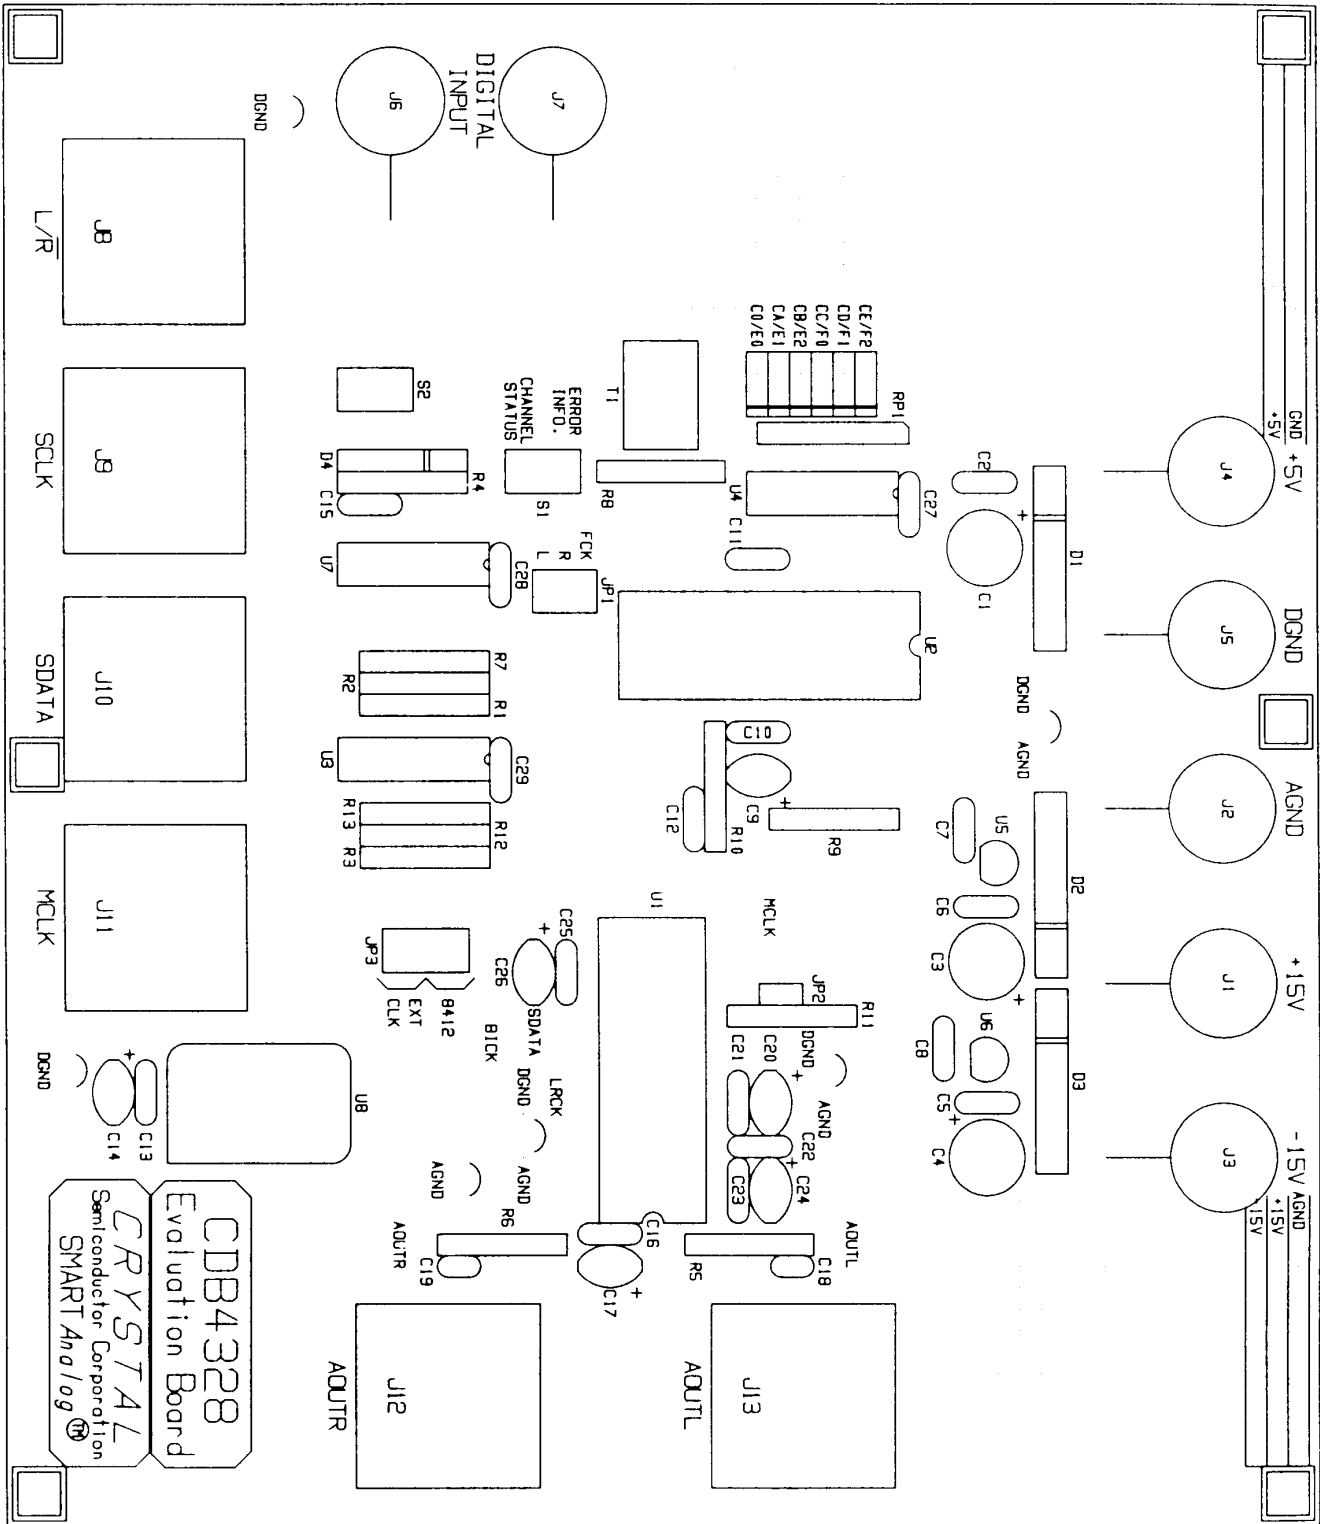 GND
+5V
+5V
J4
DGND
J5
AGND
J2
+15V
J1
-15V
J3
AGND
+15V
-15V
D1
C2
+
C1
DGND
AGND
D2
U5
C7
C6
C3
+
D3
U6
C8
C5
+
C4
DIGITAL
INPUT
J7
J6
DGND
CE/F2
CD/F1
CC/F0
CB/E2
CA/E1
C0/E0
RP1
U4
C27
C11
T1
R8
ERROR
INFO.
CHANNEL
STATUS
S1
S2
D4
R4
C15
FCK
R
L
JP1
U2
U7
C28
R7
R2
R1
C10
C9
+
R9
R10
C12
U3
C29
R13
R12
R3
U1
MCLK
JP2
R11
C25
+
C26
JP3
8412
EXT
CLK
SDATA
BICK
LRCK
DGND
AGND
AGND
DGND
AGND
C21
C20
+
C22
C23
C24
+
AOUTL
C18
R5
C16
+
C17
R6
AOUTR
C19
J8
L/R
J9
SCLK
J10
SDATA
J11
MCLK
DGND
+
C14
C13
U8
J13
AOUTL
J12
AOUTR
CDB4328
Evaluation Board
CRYSTAL
Semiconductor Corporation
SMART Analog TM